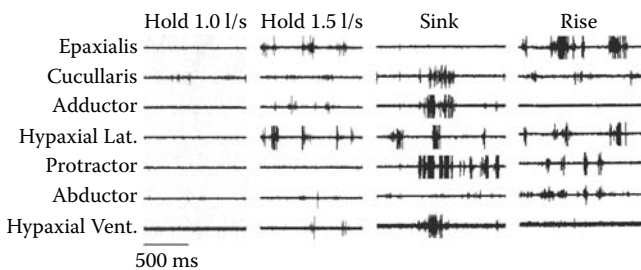 Hold 1.0 l/s Hold 1.5 l/s Sink Rise
Epaxialis
Cucullaris
Adductor
Hypaxial Lat.
Protractor
Abductor
Hypaxial Vent.
500 ms